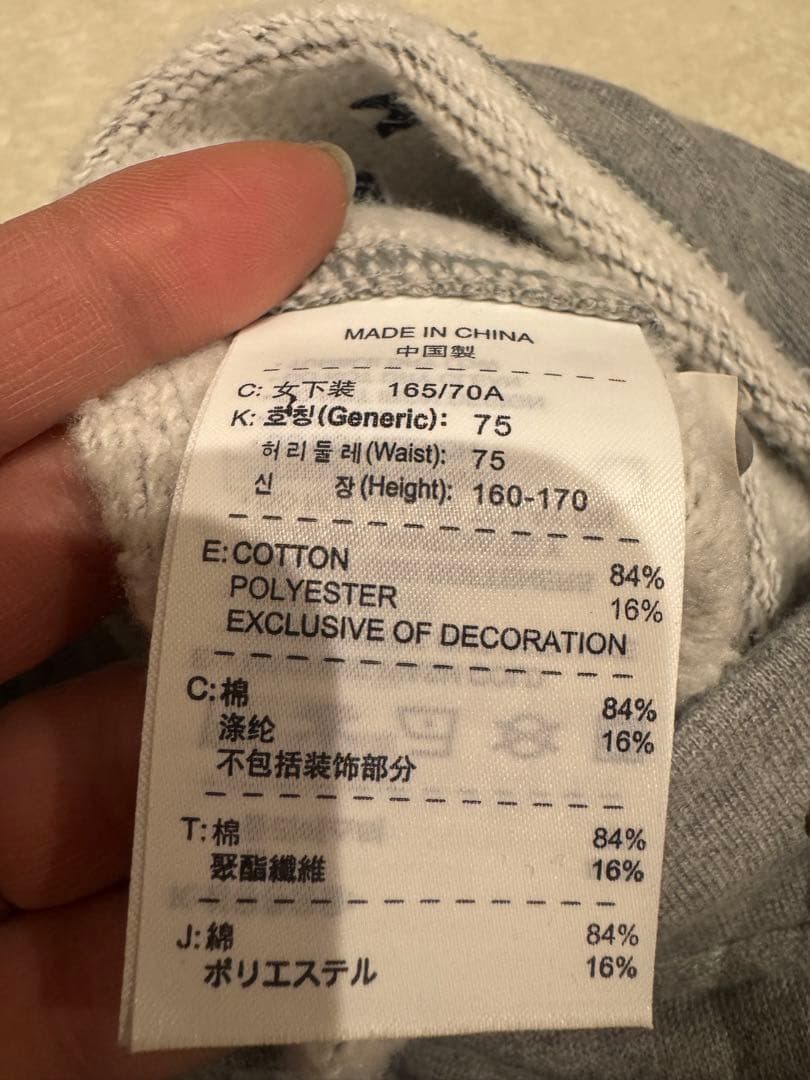 MADE IN CHINA
中国製
C: 女下装 165/70A
K: 호칭(Generic): 75
허리둘레(Waist): 75
신 장(Height): 160-170
E: COTTON 84%
POLYESTER 16%
EXCLUSIVE OF DECORATION
C: 棉 84%
涤纶 16%
不包括装饰部分
T: 棉 84%
聚酯纖維 16%
J: 綿 84%
ポリエステル 16%